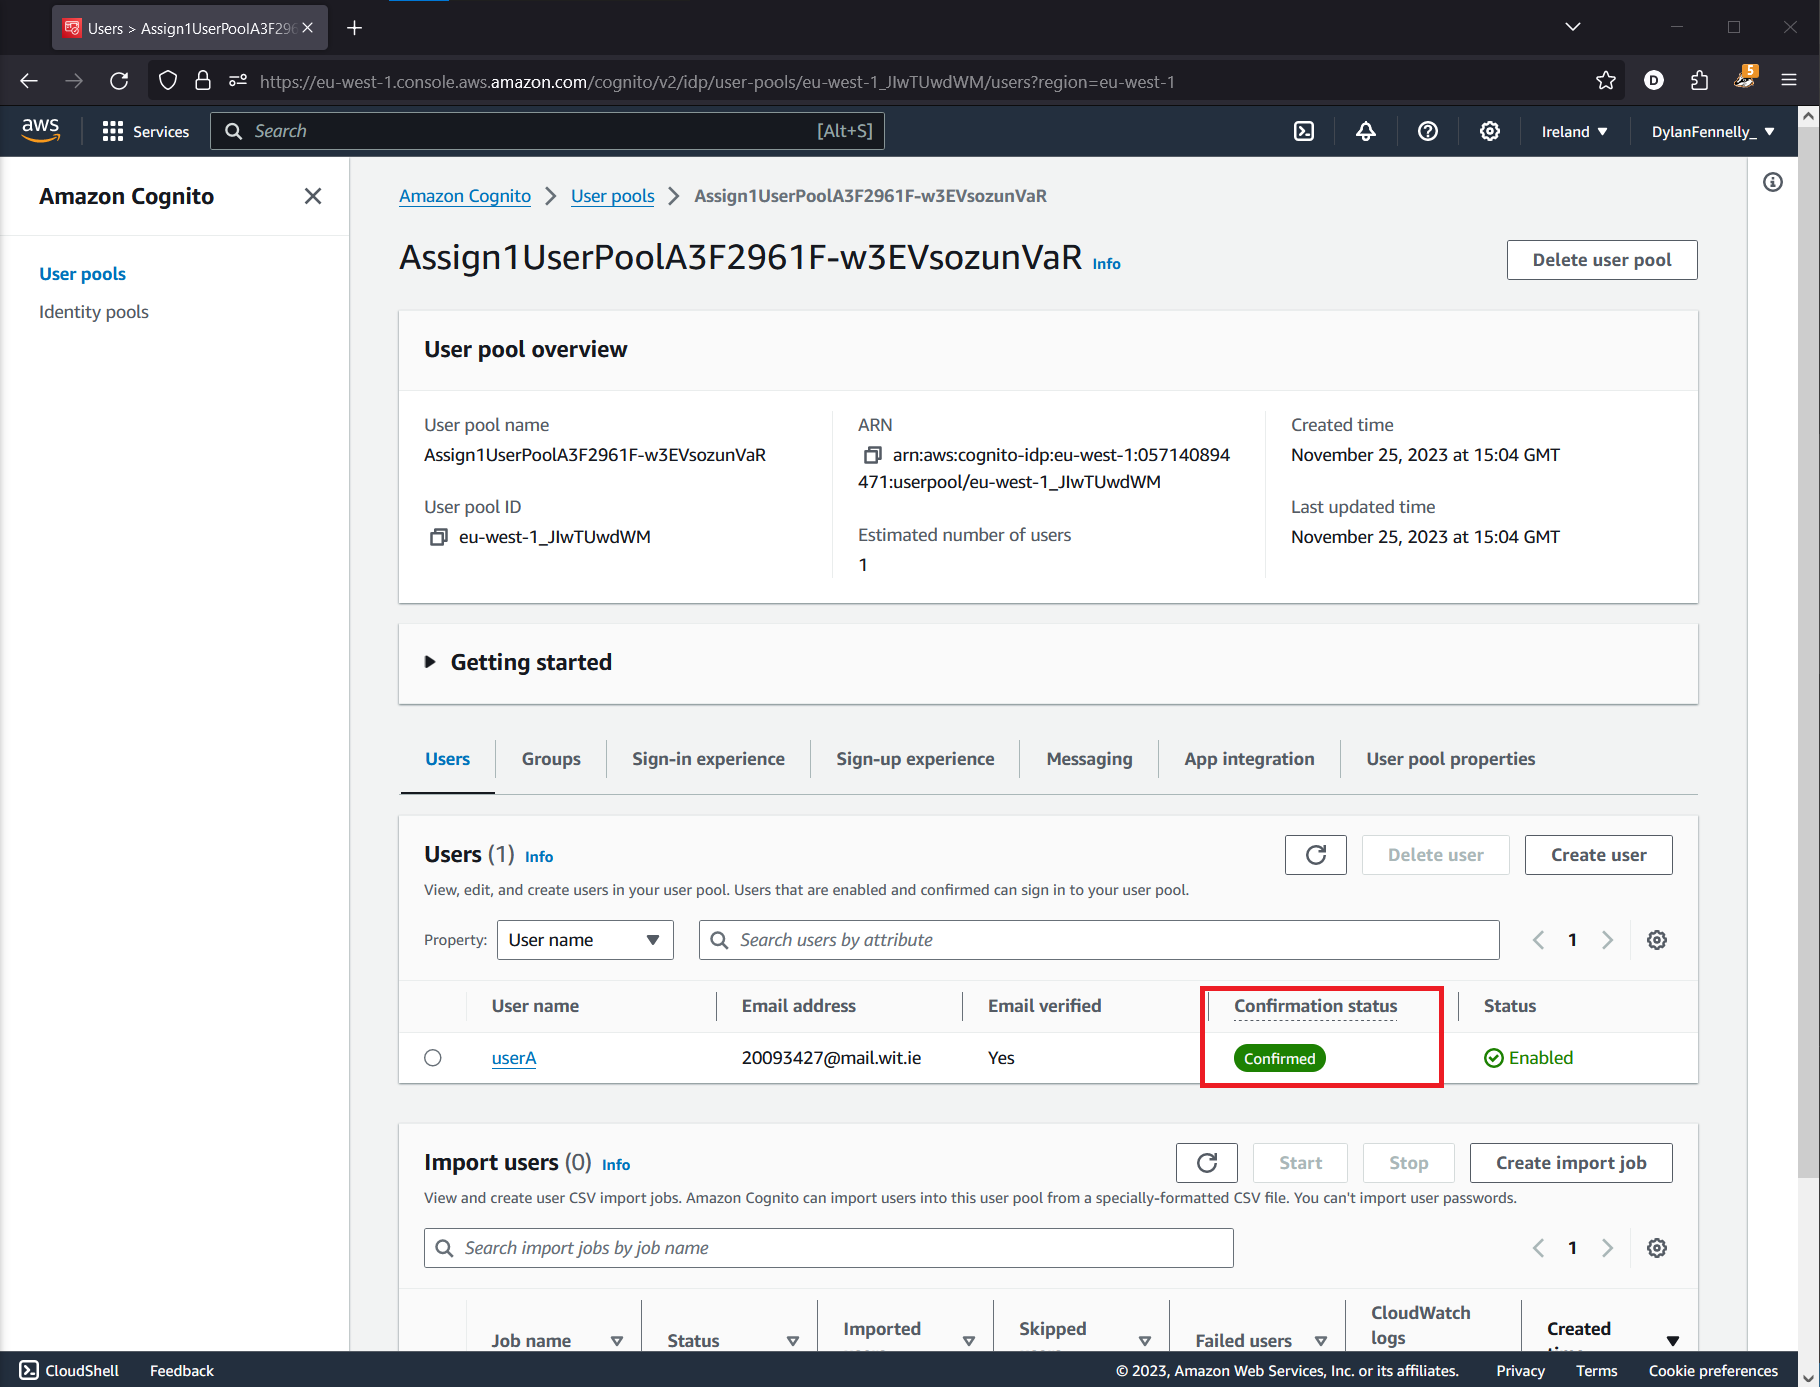 Users > Assign1UserPoolA3F296
https://eu-west-1.console.aws.amazon.com/cognito/v2/idp/user-pools/eu-west-1_JIwTUwdWM/users?region=eu-west-1
D
5
aws
Services
Search
[Alt+S]
Ireland
DylanFennelly_
Amazon Cognito
User pools
Identity pools
Amazon Cognito
User pools
Assign1UserPoolA3F2961F-w3EVsozunVaR
Assign1UserPoolA3F2961F-w3EVsozunVaR Info
Delete user pool
User pool overview
User pool name
Assign1UserPoolA3F2961F-w3EVsozunVaR
User pool ID
eu-west-1_JIwTUwdWM
ARN
arn:aws:cognito-idp:eu-west-1:057140894
471:userpool/eu-west-1_JIwTUwdWM
Estimated number of users
1
Created time
November 25, 2023 at 15:04 GMT
Last updated time
November 25, 2023 at 15:04 GMT
Getting started
Users
Groups
Sign-in experience
Sign-up experience
Messaging
App integration
User pool properties
Users (1) Info
Delete user
Create user
View, edit, and create users in your user pool. Users that are enabled and confirmed can sign in to your user pool.
Property:
User name
Search users by attribute
1
User name
Email address
Email verified
Confirmation status
Status
userA
20093427@mail.wit.ie
Yes
Confirmed
Enabled
Import users (0) Info
Start
Stop
Create import job
View and create user CSV import jobs. Amazon Cognito can import users into this user pool from a specially-formatted CSV file. You can't import user passwords.
Search import jobs by job name
1
Job name
Status
Imported
Skipped
Failed users
CloudWatch
logs
Created
CloudShell
Feedback
© 2023, Amazon Web Services, Inc. or its affiliates.
Privacy
Terms
Cookie preferences